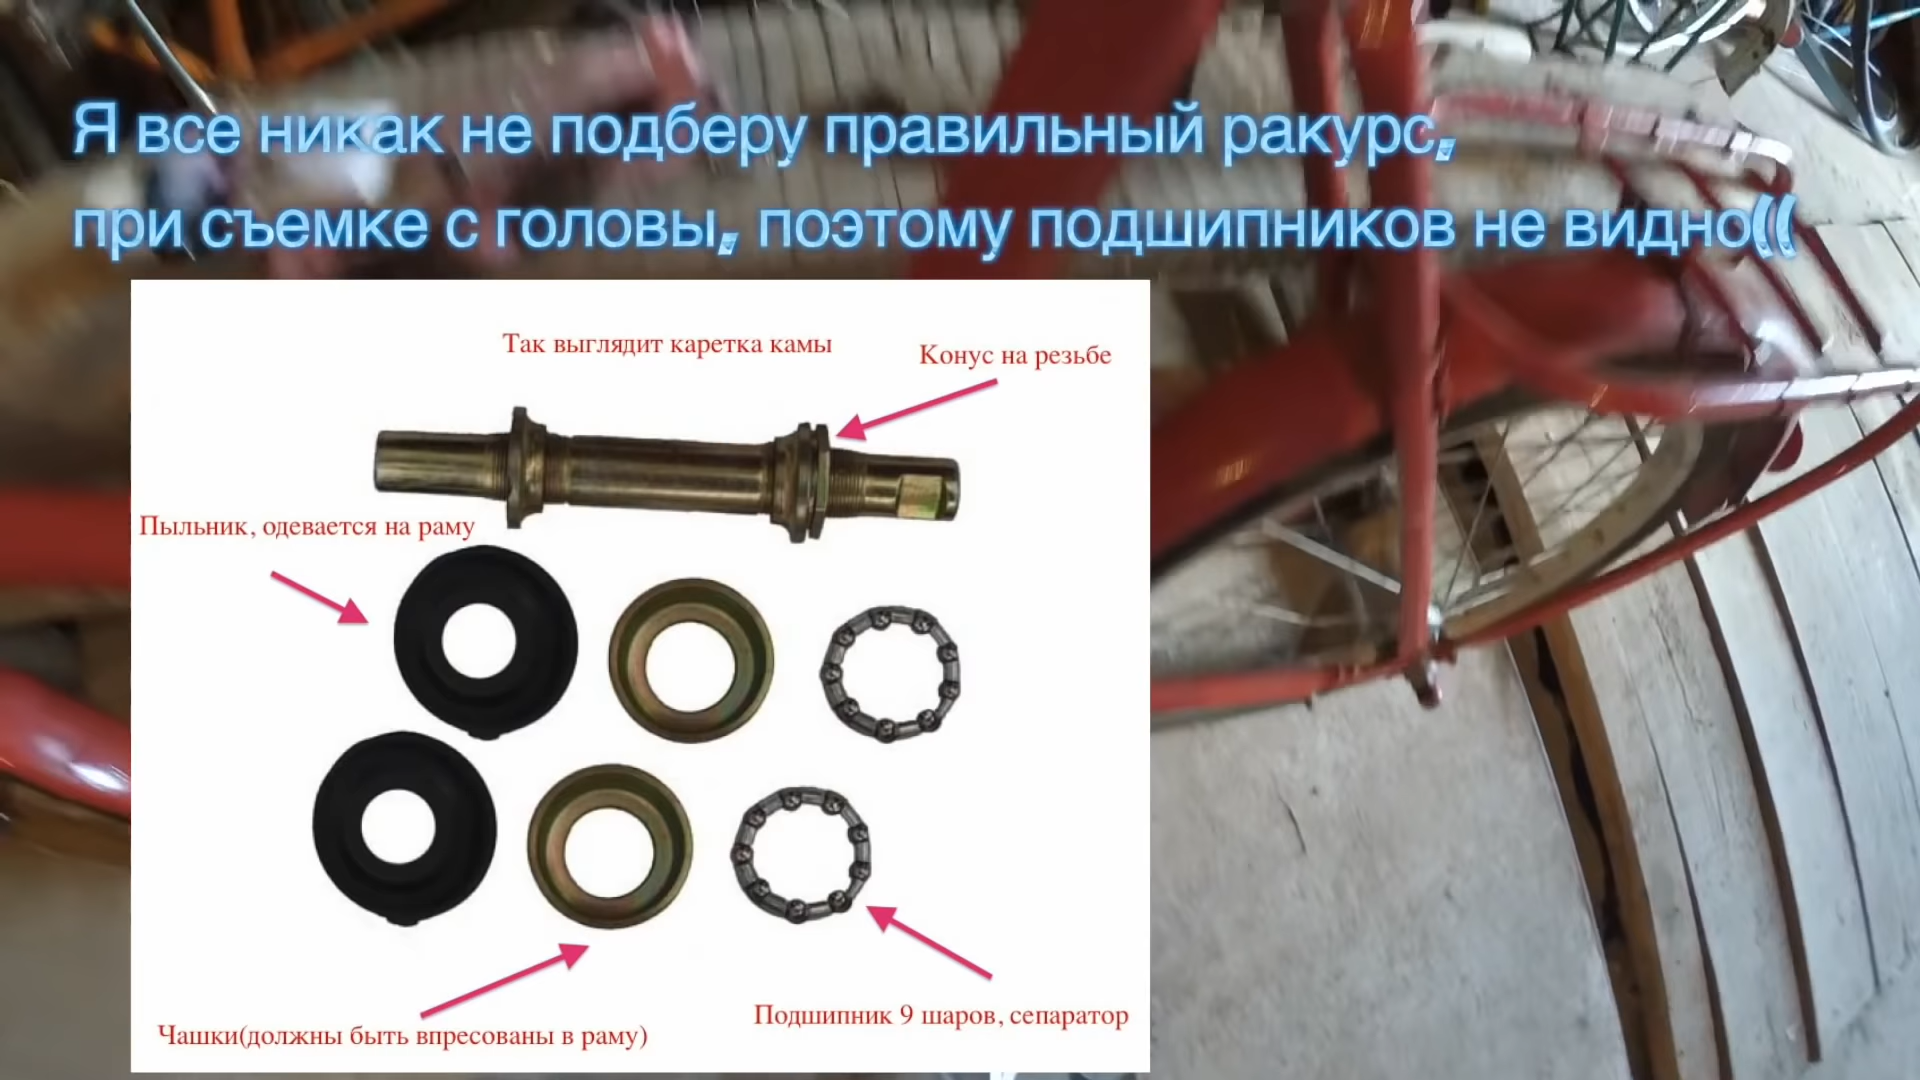 Я все никак не подберу правильный ракурс,
при съемке с головы, поэтому подшипников не видно((
Так выглядит каретка камы
Конус на резьбе
Пыльник, одевается на раму
Подшипник 9 шаров, сепаратор
Чашки(должны быть впресованы в раму)